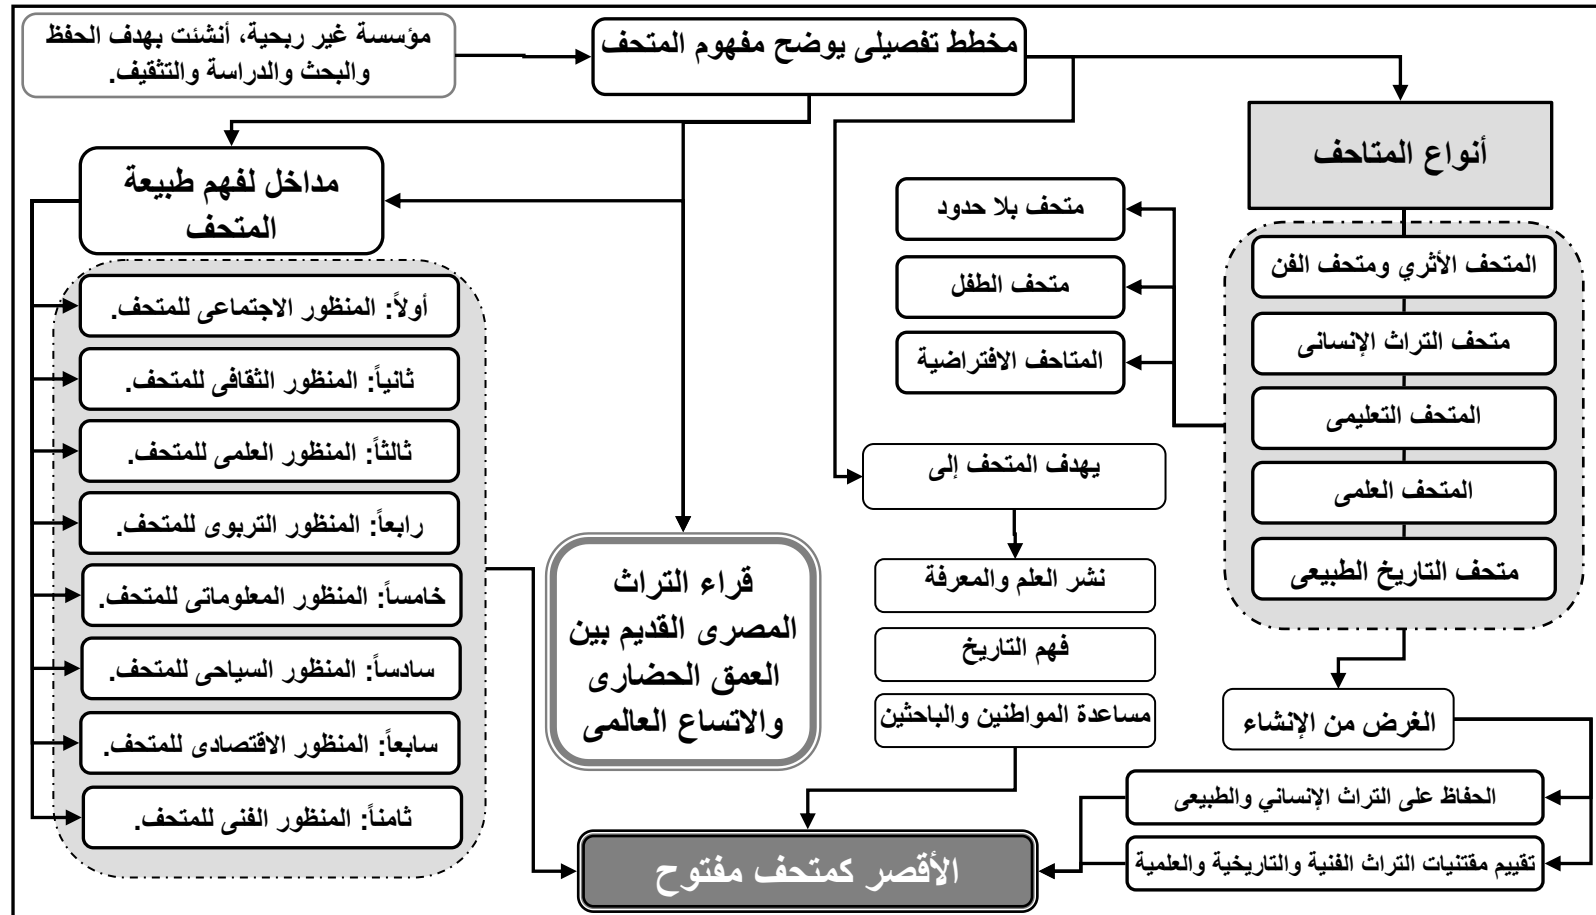 مخطط تفصيلى يوضح مفهوم المتحف
مؤسسة غير ربحية، أنشئت بهدف الحفظ
والبحث والدراسة والتثقيف.
أنواع المتاحف
المتحف الأثري ومتحف الفن
متحف التراث الإنسانى
المتحف التعليمى
المتحف العلمى
متحف التاريخ الطبيعى
متحف بلا حدود
متحف الطفل
المتاحف الافتراضية
الغرض من الإنشاء
الحفاظ على التراث الإنساني والطبيعى
تقييم مقتنيات التراث الفنية والتاريخية والعلمية
يهدف المتحف إلى
نشر العلم والمعرفة
فهم التاريخ
مساعدة المواطنين والباحثين
قراء التراث
المصرى القديم بين
العمق الحضارى
والاتساع العالمى
مداخل لفهم طبيعة
المتحف
أولاً: المنظور الاجتماعى للمتحف.
ثانياً: المنظور الثقافى للمتحف.
ثالثاً: المنظور العلمى للمتحف.
رابعاً: المنظور التربوى للمتحف.
خامساً: المنظور المعلوماتى للمتحف.
سادساً: المنظور السياحى للمتحف.
سابعاً: المنظور الاقتصادى للمتحف.
ثامناً: المنظور الفنى للمتحف.
الأقصر كمتحف مفتوح